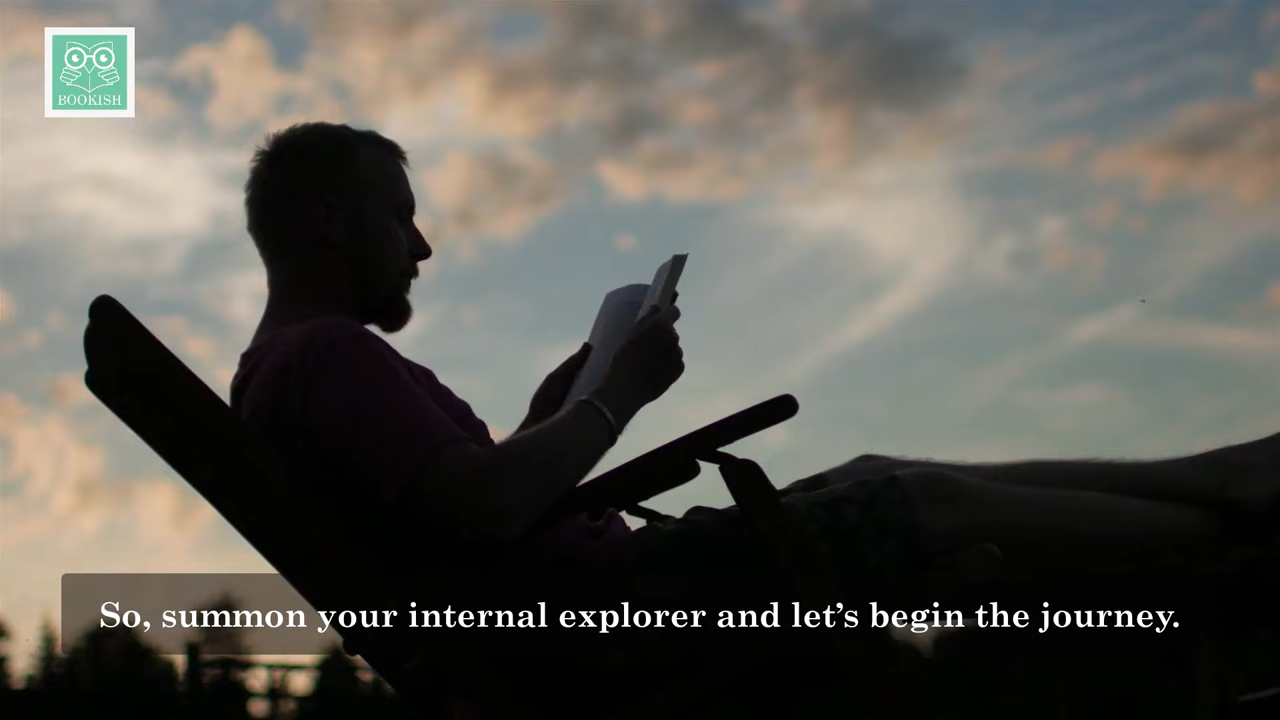 BOOKISH
So, summon your internal explorer and let’s begin the journey.